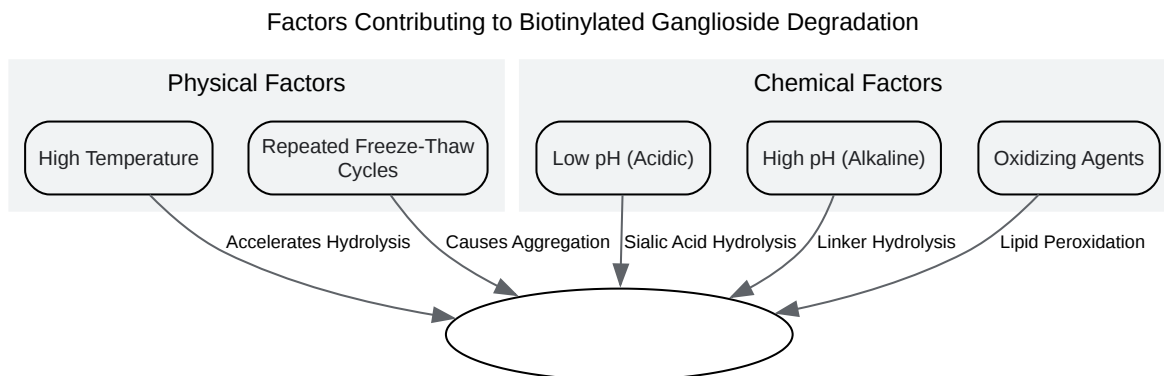 Factors Contributing to Biotinylated Ganglioside Degradation
Physical Factors
Chemical Factors
High Temperature
Repeated Freeze-Thaw
Cycles
Low pH (Acidic)
High pH (Alkaline)
Oxidizing Agents
Accelerates Hydrolysis
Causes Aggregation
Sialic Acid Hydrolysis
Linker Hydrolysis
Lipid Peroxidation